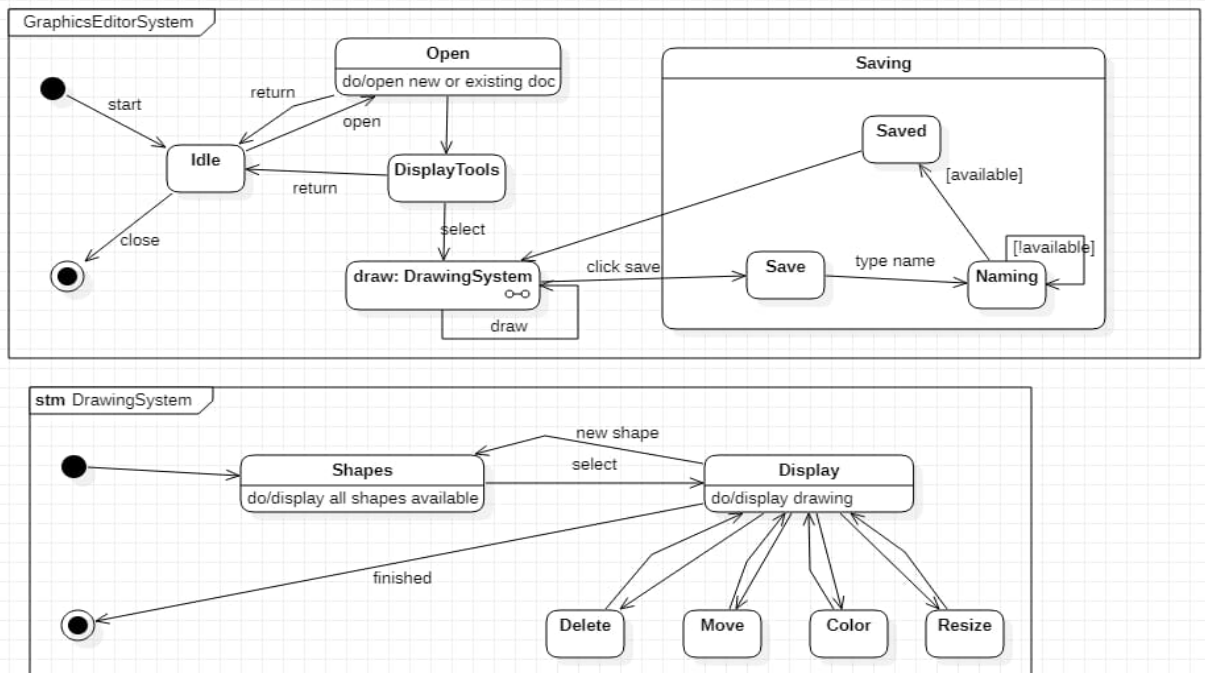 GraphicsEditorSystem
Open
do/open new or existing doc
Saving
return
start
open
Saved
Idle
DisplayTools
[available]
return
close
select
[!available]
draw: DrawingSystem
click save
Save
type name
Naming
draw
stm DrawingSystem
new shape
Shapes
select
Display
do/display all shapes available
do/display drawing
finished
Delete
Move
Color
Resize